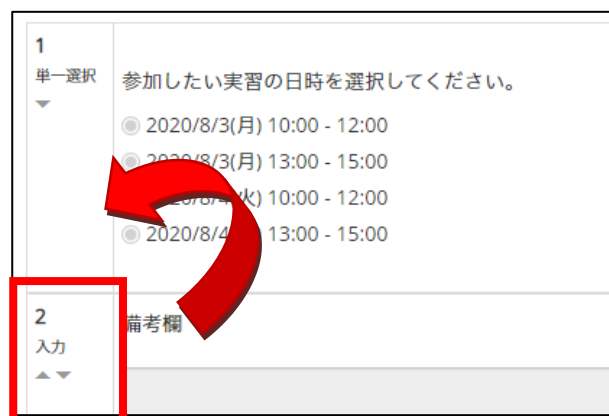 1
単一選択
参加したい実習の日時を選択してください。
2020/8/3(月) 10:00 - 12:00
2020/8/3(月) 13:00 - 15:00
2020/8/4(火) 10:00 - 12:00
2020/8/4 13:00 - 15:00
2
入力
備考欄